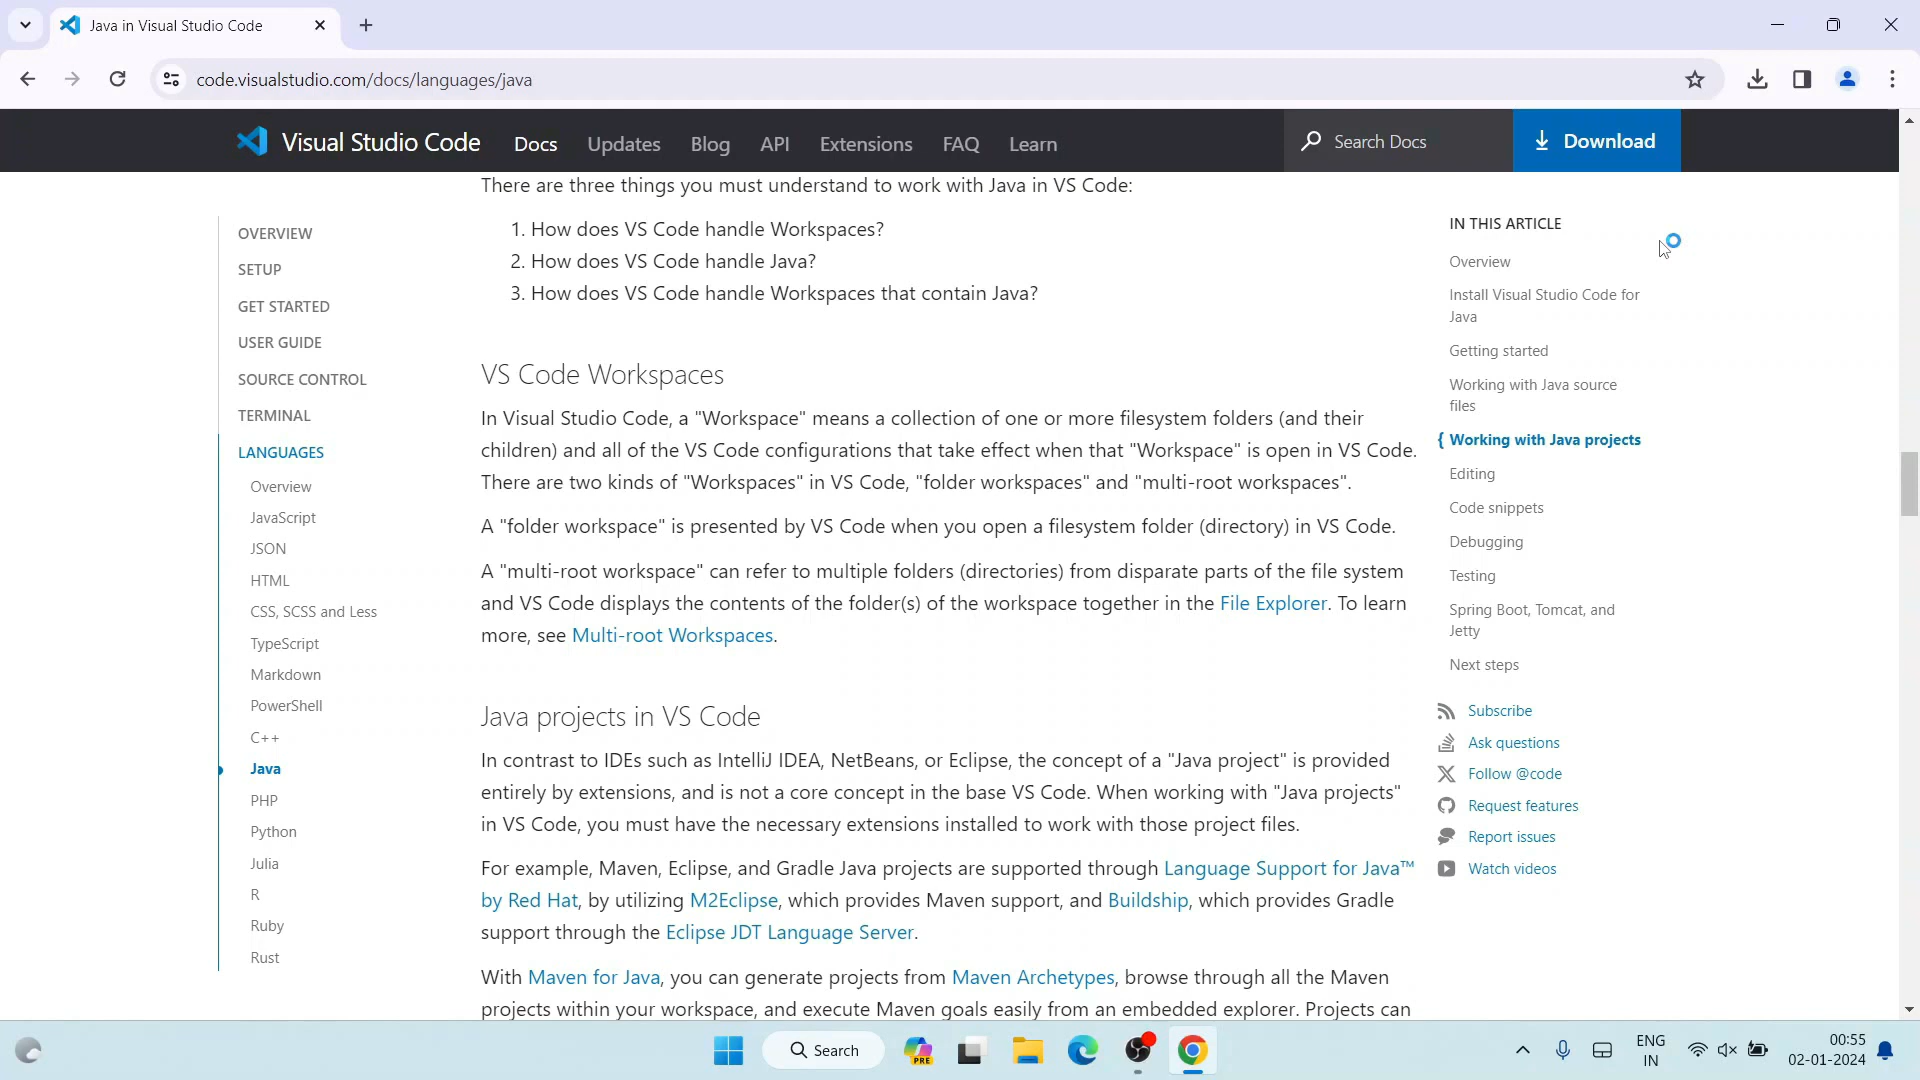 Java in Visual Studio Code
code.visualstudio.com/docs/languages/java
Visual Studio Code
Docs
Updates
Blog
API
Extensions
FAQ
Learn
Search Docs
Download
OVERVIEW
SETUP
GET STARTED
USER GUIDE
SOURCE CONTROL
TERMINAL
LANGUAGES
Overview
JavaScript
JSON
HTML
CSS, SCSS and Less
TypeScript
Markdown
PowerShell
C++
Java
PHP
Python
Julia
R
Ruby
Rust
There are three things you must understand to work with Java in VS Code:
1. How does VS Code handle Workspaces?
2. How does VS Code handle Java?
3. How does VS Code handle Workspaces that contain Java?
VS Code Workspaces
In Visual Studio Code, a "Workspace" means a collection of one or more filesystem folders (and their
children) and all of the VS Code configurations that take effect when that "Workspace" is open in VS Code.
There are two kinds of "Workspaces" in VS Code, "folder workspaces" and "multi-root workspaces".
A "folder workspace" is presented by VS Code when you open a filesystem folder (directory) in VS Code.
A "multi-root workspace" can refer to multiple folders (directories) from disparate parts of the file system
and VS Code displays the contents of the folder(s) of the workspace together in the File Explorer. To learn
more, see Multi-root Workspaces.
Java projects in VS Code
In contrast to IDEs such as IntelliJ IDEA, NetBeans, or Eclipse, the concept of a "Java project" is provided
entirely by extensions, and is not a core concept in the base VS Code. When working with "Java projects"
in VS Code, you must have the necessary extensions installed to work with those project files.
For example, Maven, Eclipse, and Gradle Java projects are supported through Language Support for Java™
by Red Hat, by utilizing M2Eclipse, which provides Maven support, and Buildship, which provides Gradle
support through the Eclipse JDT Language Server.
With Maven for Java, you can generate projects from Maven Archetypes, browse through all the Maven
projects within your workspace, and execute Maven goals easily from an embedded explorer. Projects can
IN THIS ARTICLE
Overview
Install Visual Studio Code for
Java
Getting started
Working with Java source
files
{ Working with Java projects
Editing
Code snippets
Debugging
Testing
Spring Boot, Tomcat, and
Jetty
Next steps
Subscribe
Ask questions
Follow @code
Request features
Report issues
Watch videos
Search
PRE
ENG
IN
00:55
02-01-2024